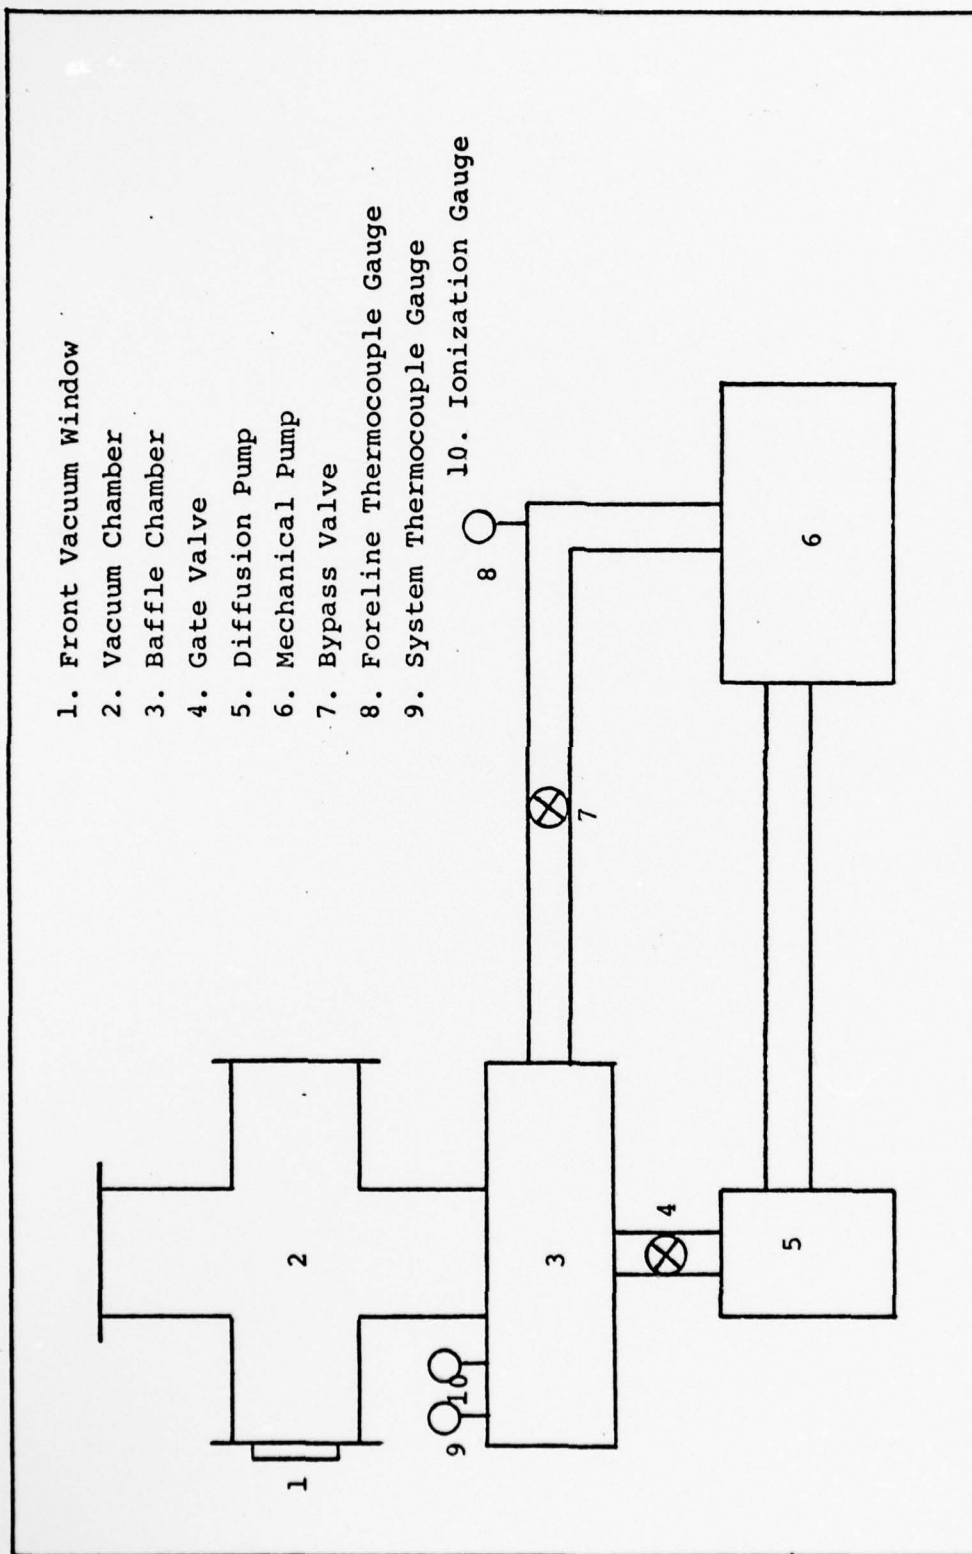 1. Front Vacuum Window
2. Vacuum Chamber
3. Baffle Chamber
4. Gate Valve
5. Diffusion Pump
6. Mechanical Pump
7. Bypass Valve
8. Foreline Thermocouple Gauge
9. System Thermocouple Gauge
10. Ionization Gauge
1
2
9
10
3
4
5
7
8
6